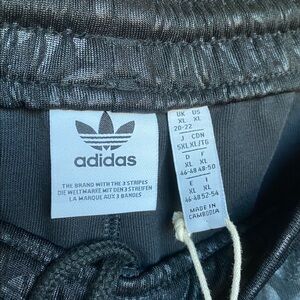 adidas
THE BRAND WITH THE 3 STRIPES
DIE WELTMARKE MIT DEN 3 STREIFEN
LA MARQUE AUX 3 BANDES
UK US
XL XL
20-22
J CDN
5XL XL/TG
D F
XL XL
46-48 48-50
E I
XL XL
46-48 52-54
MADE IN
CAMBODIA